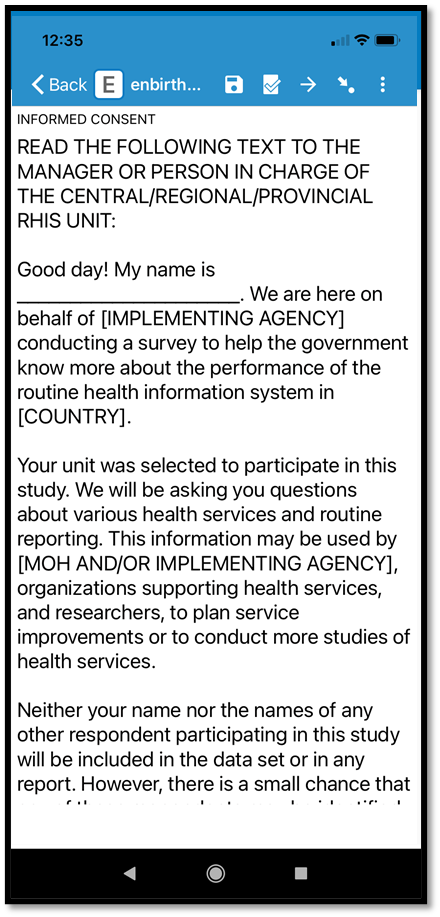 12:35
Back E enbirth...
INFORMED CONSENT
READ THE FOLLOWING TEXT TO THE
MANAGER OR PERSON IN CHARGE OF
THE CENTRAL/REGIONAL/PROVINCIAL
RHIS UNIT:
Good day! My name is
________________________. We are here on
behalf of [IMPLEMENTING AGENCY]
conducting a survey to help the government
know more about the performance of the
routine health information system in
[COUNTRY].
Your unit was selected to participate in this
study. We will be asking you questions
about various health services and routine
reporting. This information may be used by
[MOH AND/OR IMPLEMENTING AGENCY],
organizations supporting health services,
and researchers, to plan service
improvements or to conduct more studies of
health services.
Neither your name nor the names of any
other respondent participating in this study
will be included in the data set or in any
report. However, there is a small chance that